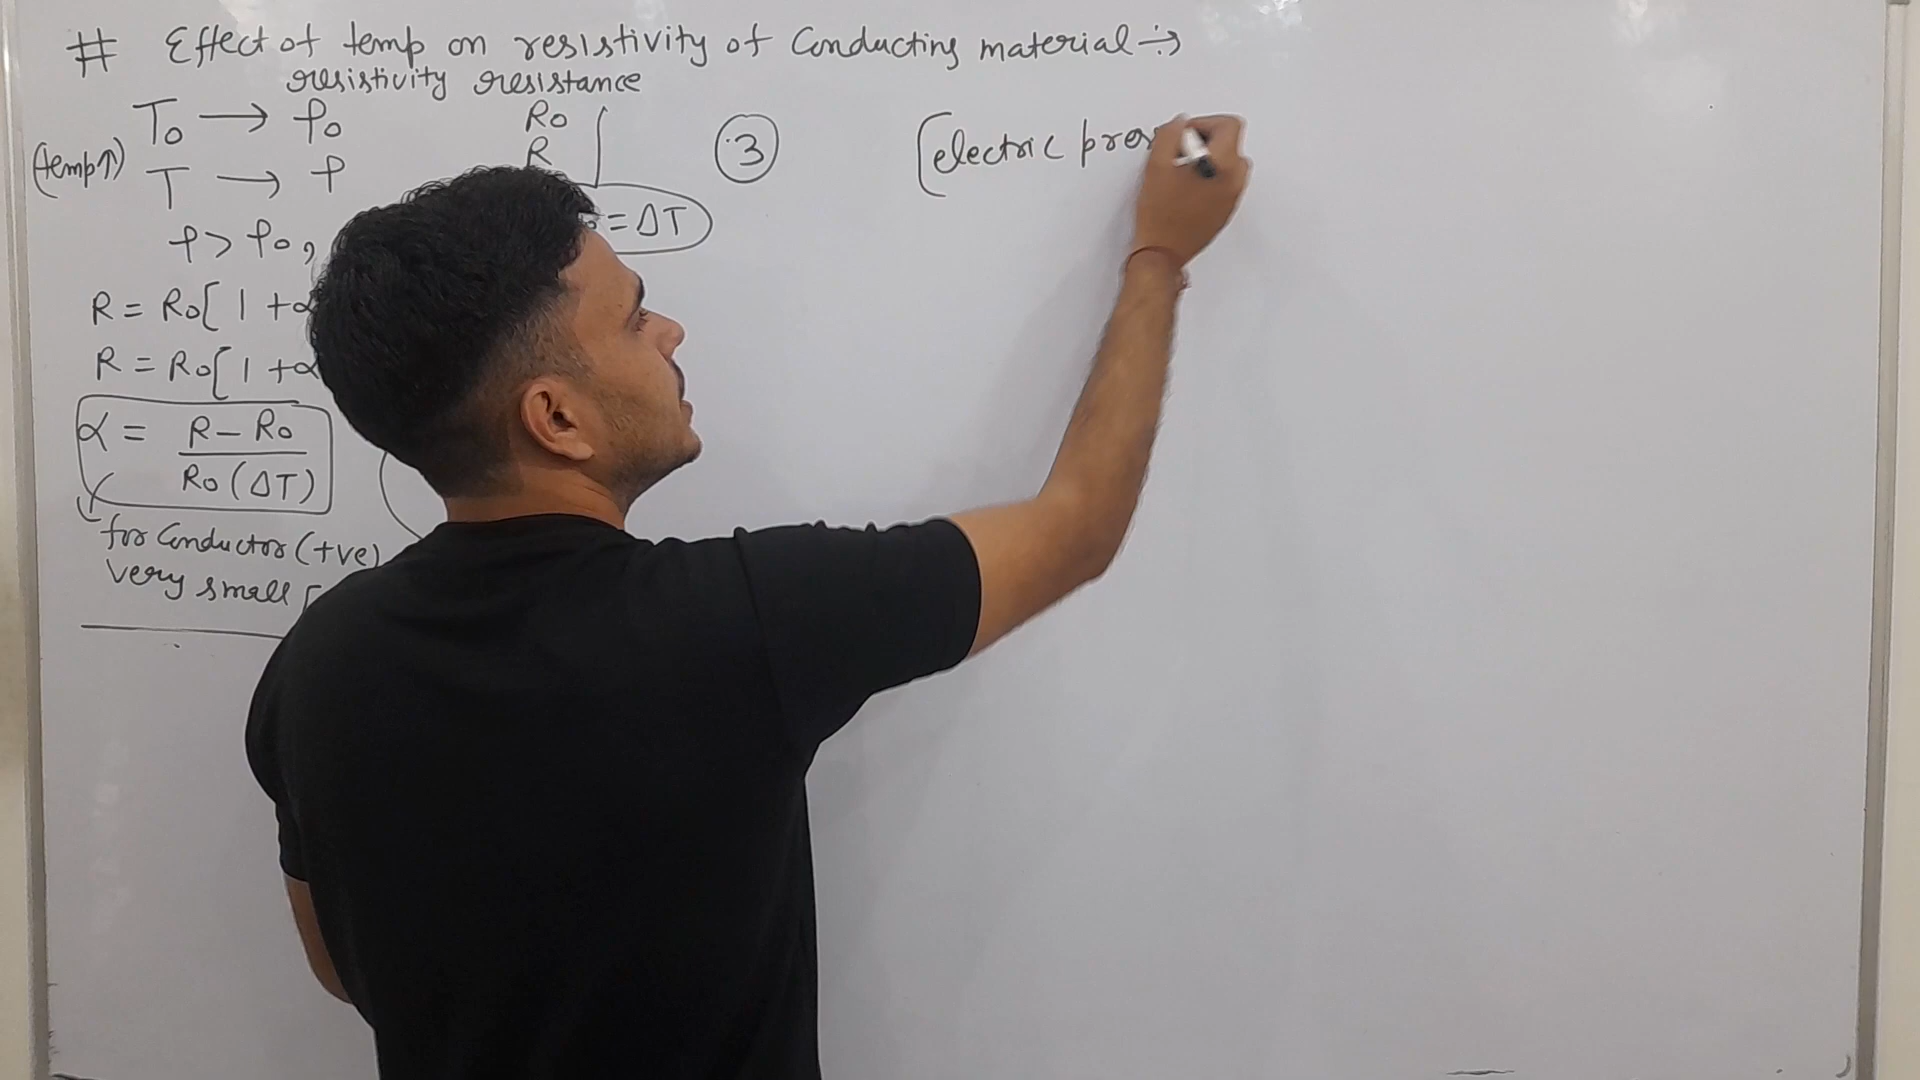 # Effect of temp on resistivity of Conducting material ÷→
resistivity resistance
T₀ → ρ₀ R₀
(temp↑) T → ρ R
③
ρ > ρ₀,
= ΔT
R = R₀[ 1 + α
R = R₀[ 1 + α
α = R – R₀ / R₀ (ΔT)
for Conductor (+ve)
very small [
[electric